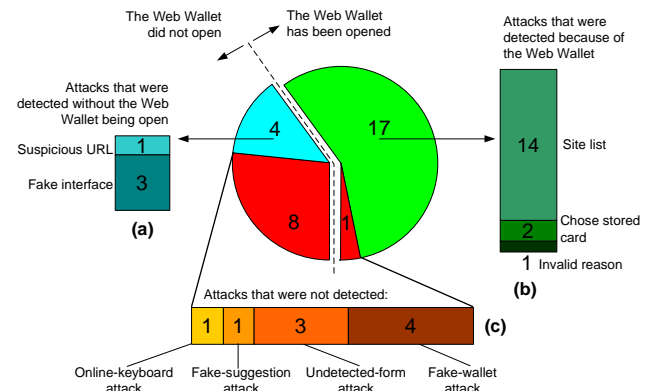 The Web Wallet
did not open
The Web Wallet
has been opened
Attacks that were
detected because of
the Web Wallet
Attacks that were
detected without the Web
Wallet being open
Suspicious URL
1
Fake interface
3
(a)
4
17
8
1
14
Site list
2
Chose stored
card
1 Invalid reason
(b)
Attacks that were not detected:
1 1 3 4
(c)
Online-keyboard
attack
Fake-suggestion
attack
Undetected-form
attack
Fake-wallet
attack